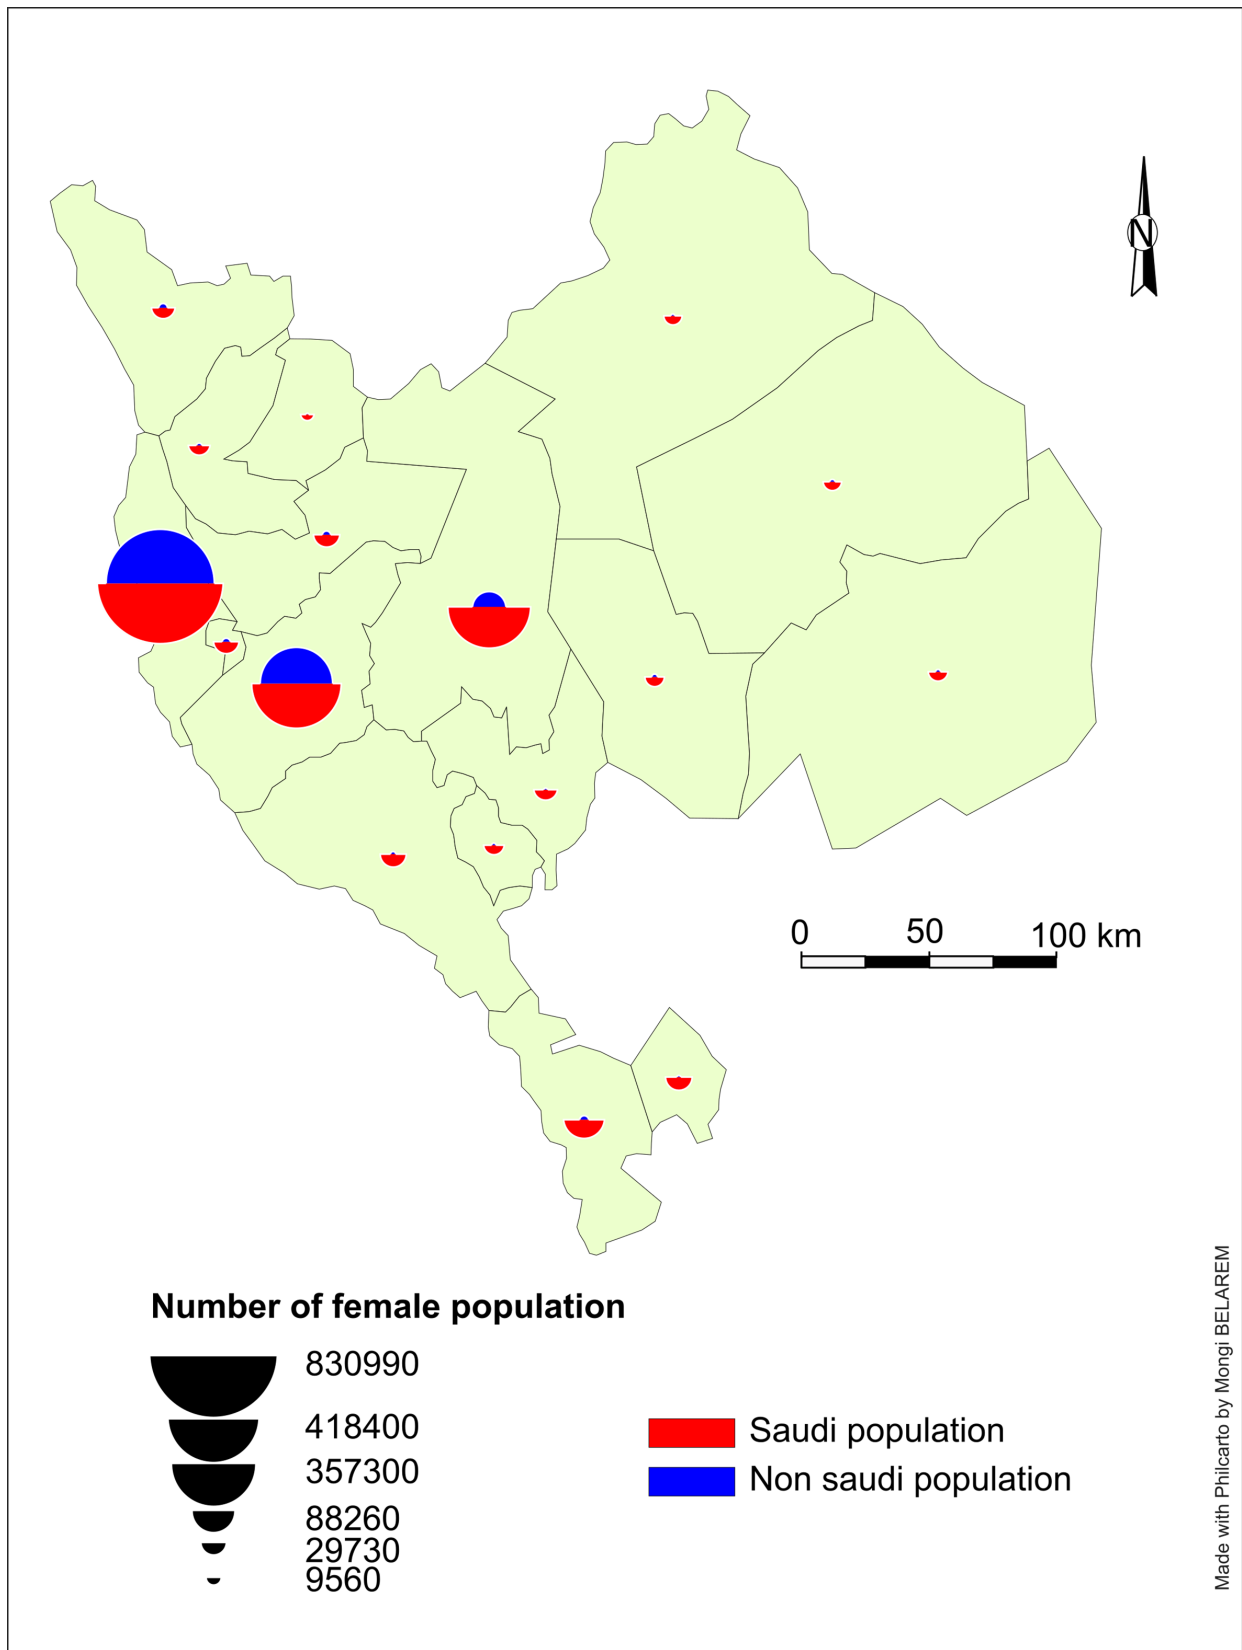 N
0 50 100 km
Number of female population
830990
418400
357300
88260
29730
9560
Saudi population
Non saudi population
Made with Philcarto by Mongi BELAREM